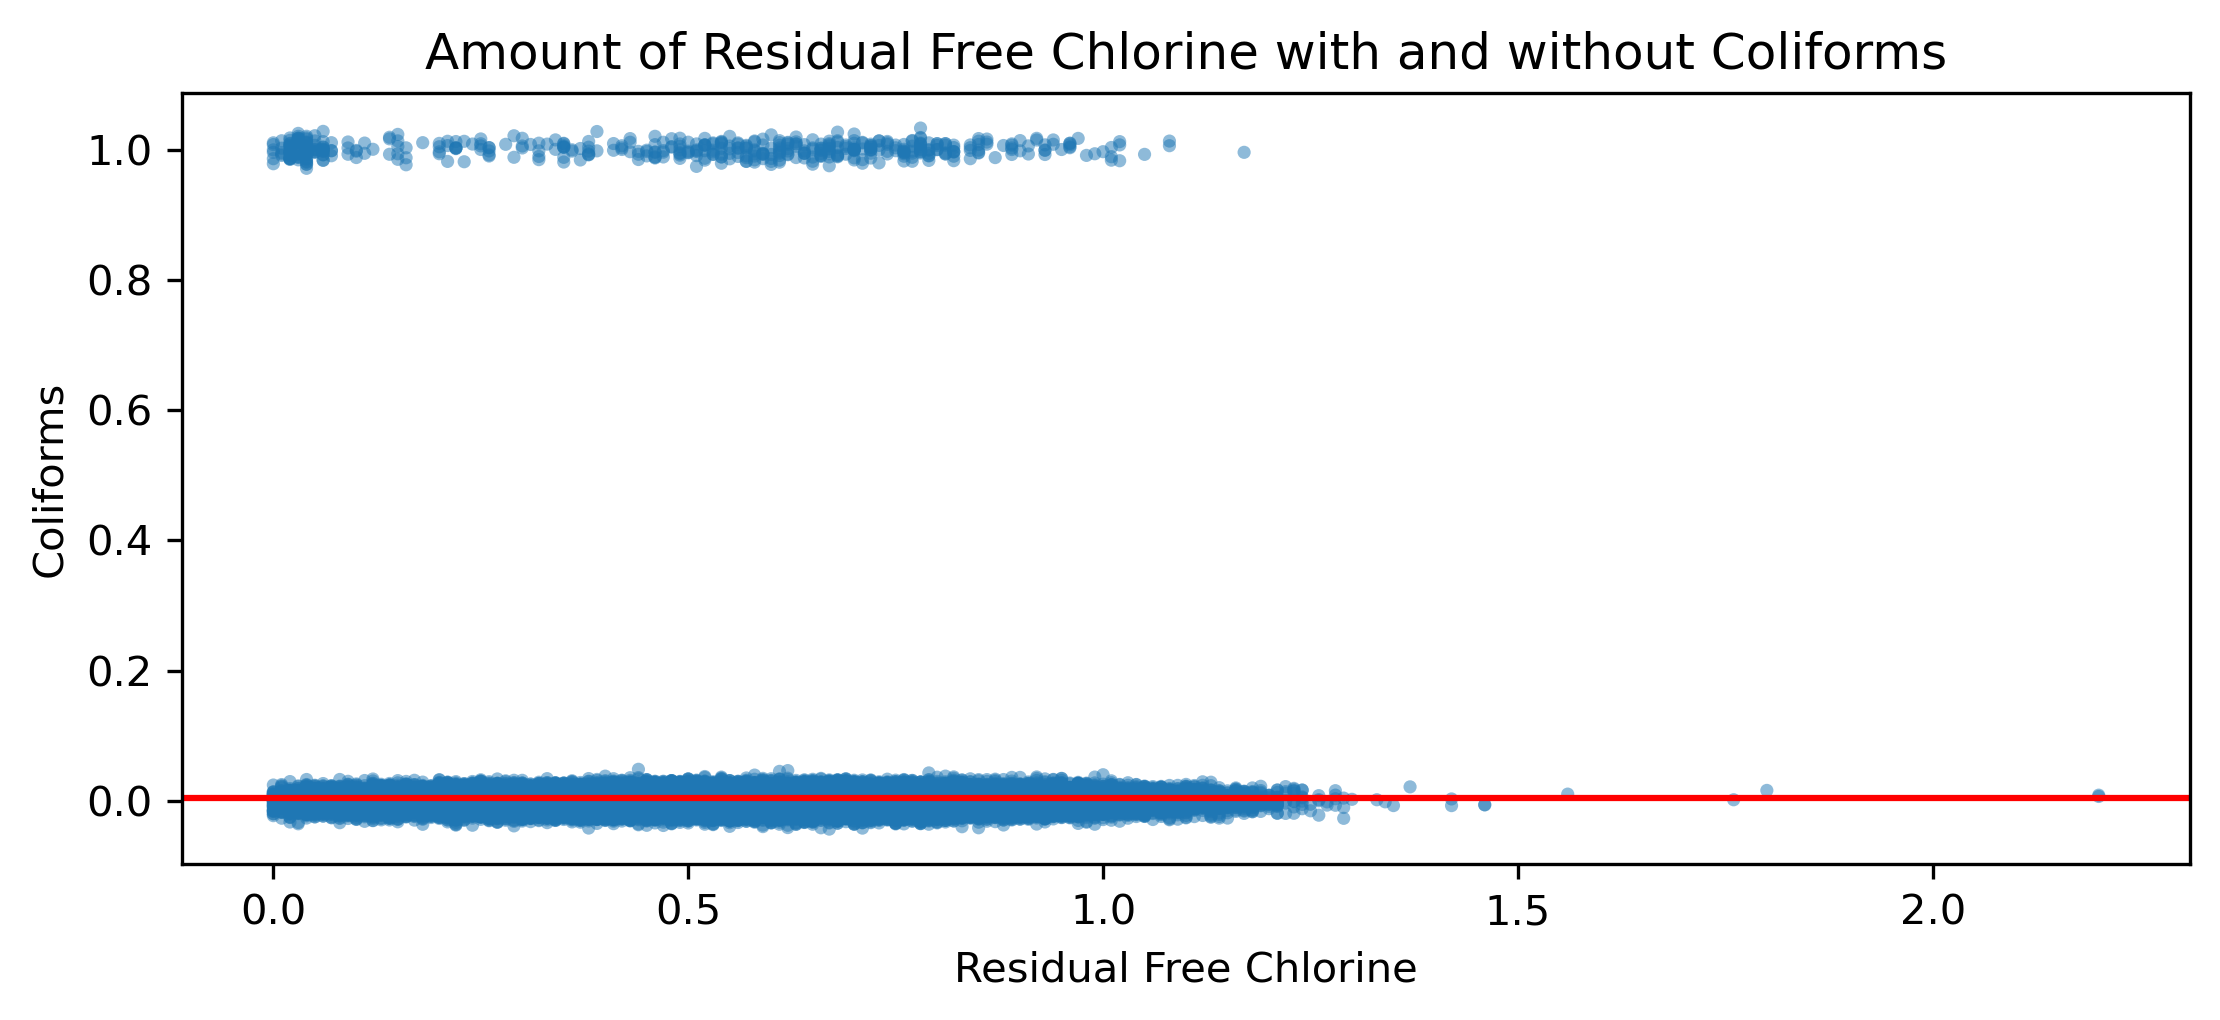 Amount of Residual Free Chlorine with and without Coliforms
1.0
0.8
0.6
0.4
0.2
0.0
Coliforms
0.0 0.5 1.0 1.5 2.0
Residual Free Chlorine